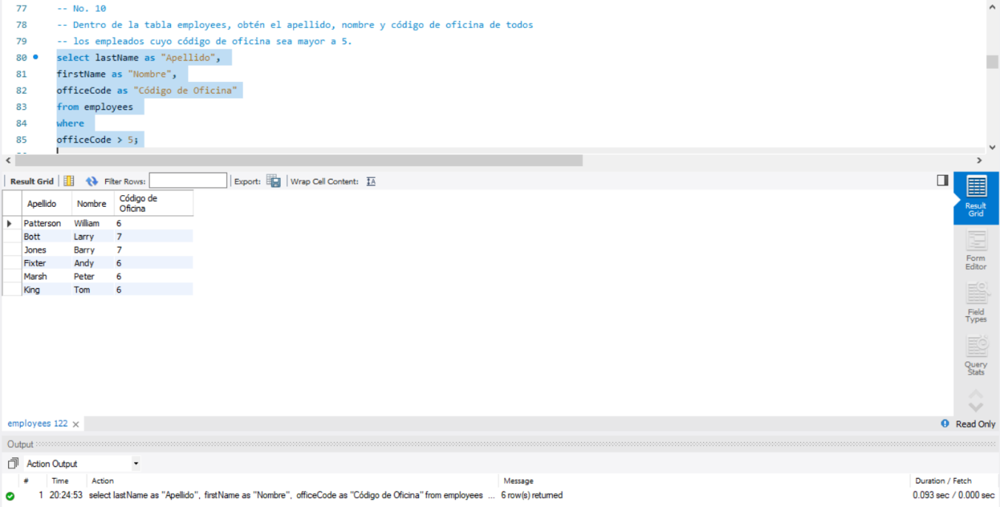 77 -- No. 10
78 -- Dentro de la tabla employees, obtén el apellido, nombre y código de oficina de todos
79 -- los empleados cuyo código de oficina sea mayor a 5.
80 select lastName as "Apellido",
81 firstName as "Nombre",
82 officeCode as "Código de Oficina"
83 from employees
84 where
85 officeCode > 5;
Result Grid Filter Rows: Export: Wrap Cell Content: IA
Apellido Nombre Código de Oficina
Patterson William 6
Bott Larry 7
Jones Barry 7
Fixter Andy 6
Marsh Peter 6
King Tom 6
Result Grid
Form Editor
Field Types
Query Stats
employees 122 Read Only
Output
Action Output
# Time Action Message Duration / Fetch
1 20:24:53 select lastName as "Apellido", firstName as "Nombre", officeCode as "Código de Oficina" from employees ... 6 row(s) returned 0.093 sec / 0.000 sec